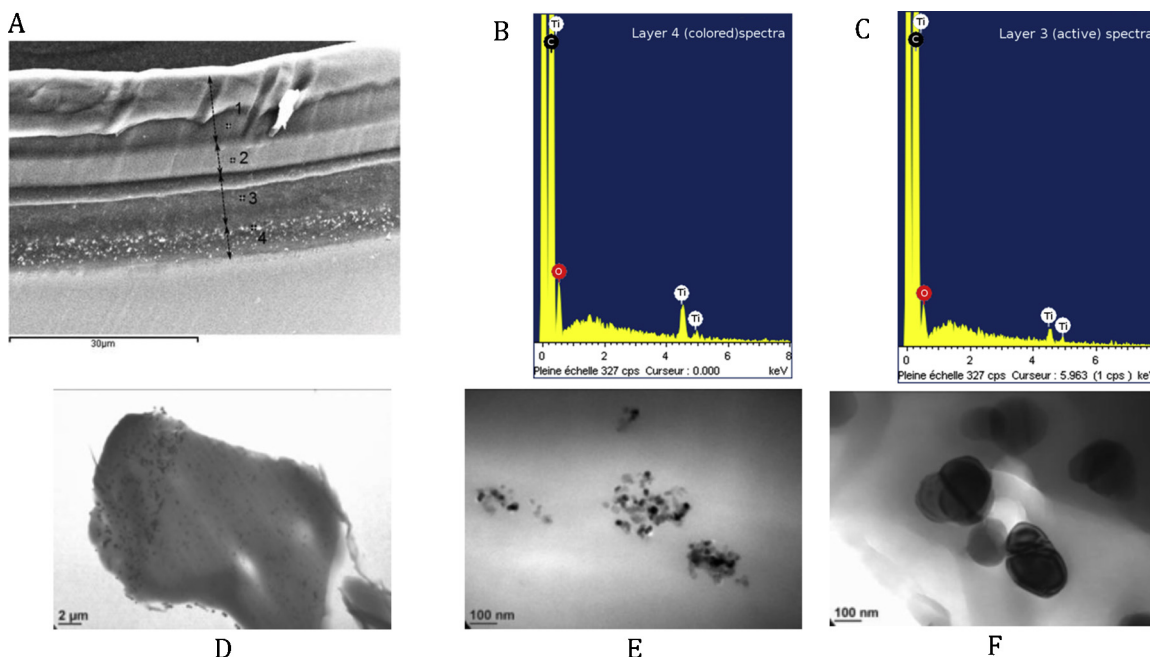 A
1
2
3
4
30µm
B
Layer 4 (colored)spectra
Ti
C
O
Ti
Ti
0 2 4 6 8
Pleine échelle 327 cps Curseur : 0.000 keV
C
Layer 3 (active) spectra
Ti
C
O
Ti
Ti
0 2 4 6
Pleine échelle 327 cps Curseur : 5.963 (1 cps ) keV
2 µm
D
100 nm
E
100 nm
F